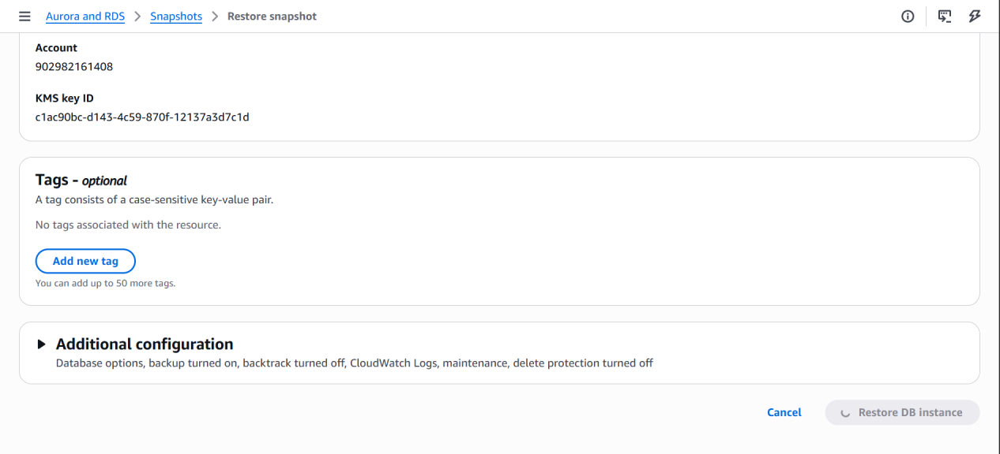 Aurora and RDS > Snapshots > Restore snapshot
Account
902982161408
KMS key ID
c1ac90bc-d143-4c59-870f-12137a3d7c1d
Tags - optional
A tag consists of a case-sensitive key-value pair.
No tags associated with the resource.
Add new tag
You can add up to 50 more tags.
Additional configuration
Database options, backup turned on, backtrack turned off, CloudWatch Logs, maintenance, delete protection turned off
Cancel Restore DB instance